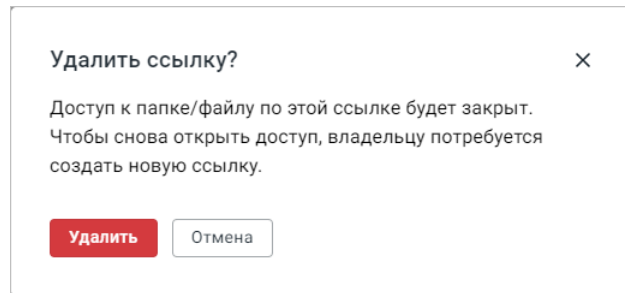 Удалить ссылку?
Доступ к папке/файлу по этой ссылке будет закрыт.
Чтобы снова открыть доступ, владельцу потребуется
создать новую ссылку.
Удалить
Отмена